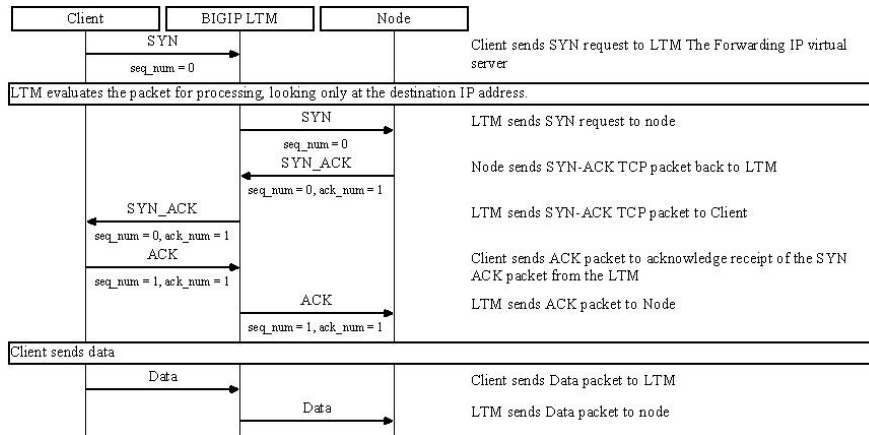 Client BIGIP LTM Node
SYN
Client sends SYN request to LTM The Forwarding IP virtual
server
seq_num = 0
LTM evaluates the packet for processing, looking only at the destination IP address.
SYN
LTM sends SYN request to node
seq_num = 0
SYN_ACK
Node sends SYN-ACK TCP packet back to LTM
seq_num = 0, ack_num = 1
SYN_ACK
LTM sends SYN-ACK TCP packet to Client
seq_num = 0, ack_num = 1
ACK
Client sends ACK packet to acknowledge receipt of the SYN
ACK packet from the LTM
seq_num = 1, ack_num = 1
ACK
LTM sends ACK packet to Node
seq_num = 1, ack_num = 1
Client sends data
Data
Client sends Data packet to LTM
Data
LTM sends Data packet to node